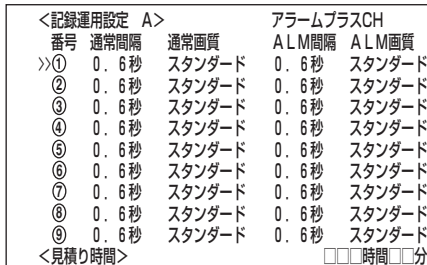 ＜記録運用設定 A＞ アラームプラスCH
番号 通常間隔 通常画質 ALM間隔 ALM画質
》① 0．6秒 スタンダード 0．6秒 スタンダード
② 0．6秒 スタンダード 0．6秒 スタンダード
③ 0．6秒 スタンダード 0．6秒 スタンダード
④ 0．6秒 スタンダード 0．6秒 スタンダード
⑤ 0．6秒 スタンダード 0．6秒 スタンダード
⑥ 0．6秒 スタンダード 0．6秒 スタンダード
⑦ 0．6秒 スタンダード 0．6秒 スタンダード
⑧ 0．6秒 スタンダード 0．6秒 スタンダード
⑨ 0．6秒 スタンダード 0．6秒 スタンダード
＜見積り時間＞ □□□時間□□分